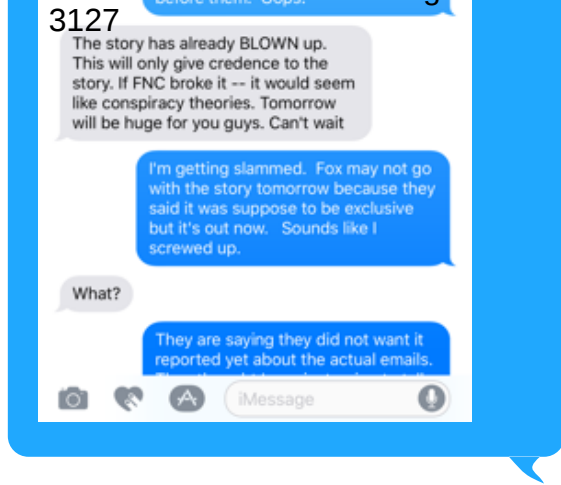 before them. Oops!
3127
The story has already BLOWN up.
This will only give credence to the
story. If FNC broke it -- it would seem
like conspiracy theories. Tomorrow
will be huge for you guys. Can't wait
I'm getting slammed. Fox may not go
with the story tomorrow because they
said it was suppose to be exclusive
but it's out now. Sounds like I
screwed up.
What?
They are saying they did not want it
reported yet about the actual emails.
iMessage